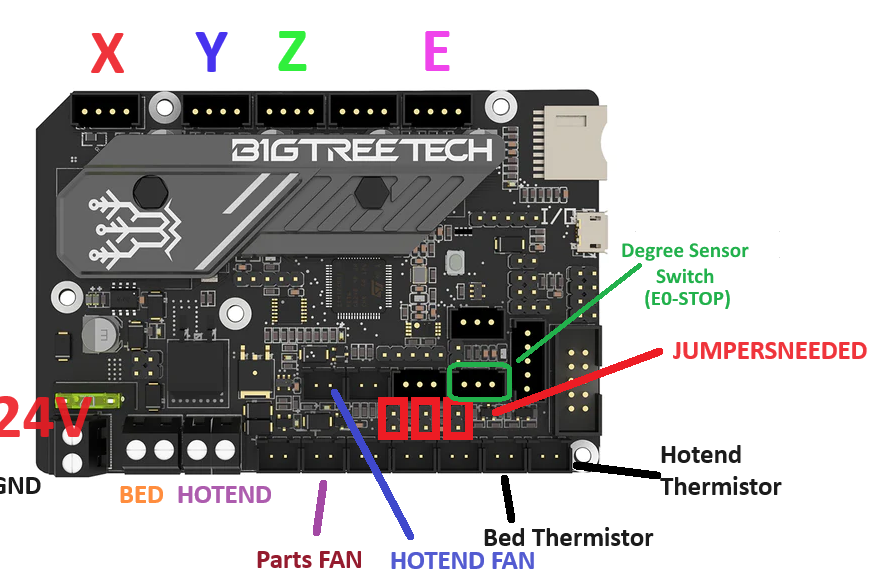 X Y Z E
B1GTREETECH
I/O
Degree Sensor
Switch
(E0-STOP)
JUMPERSNEEDED
24V
GND
BED HOTEND
Hotend
Thermistor
Bed Thermistor
Parts FAN
HOTEND FAN